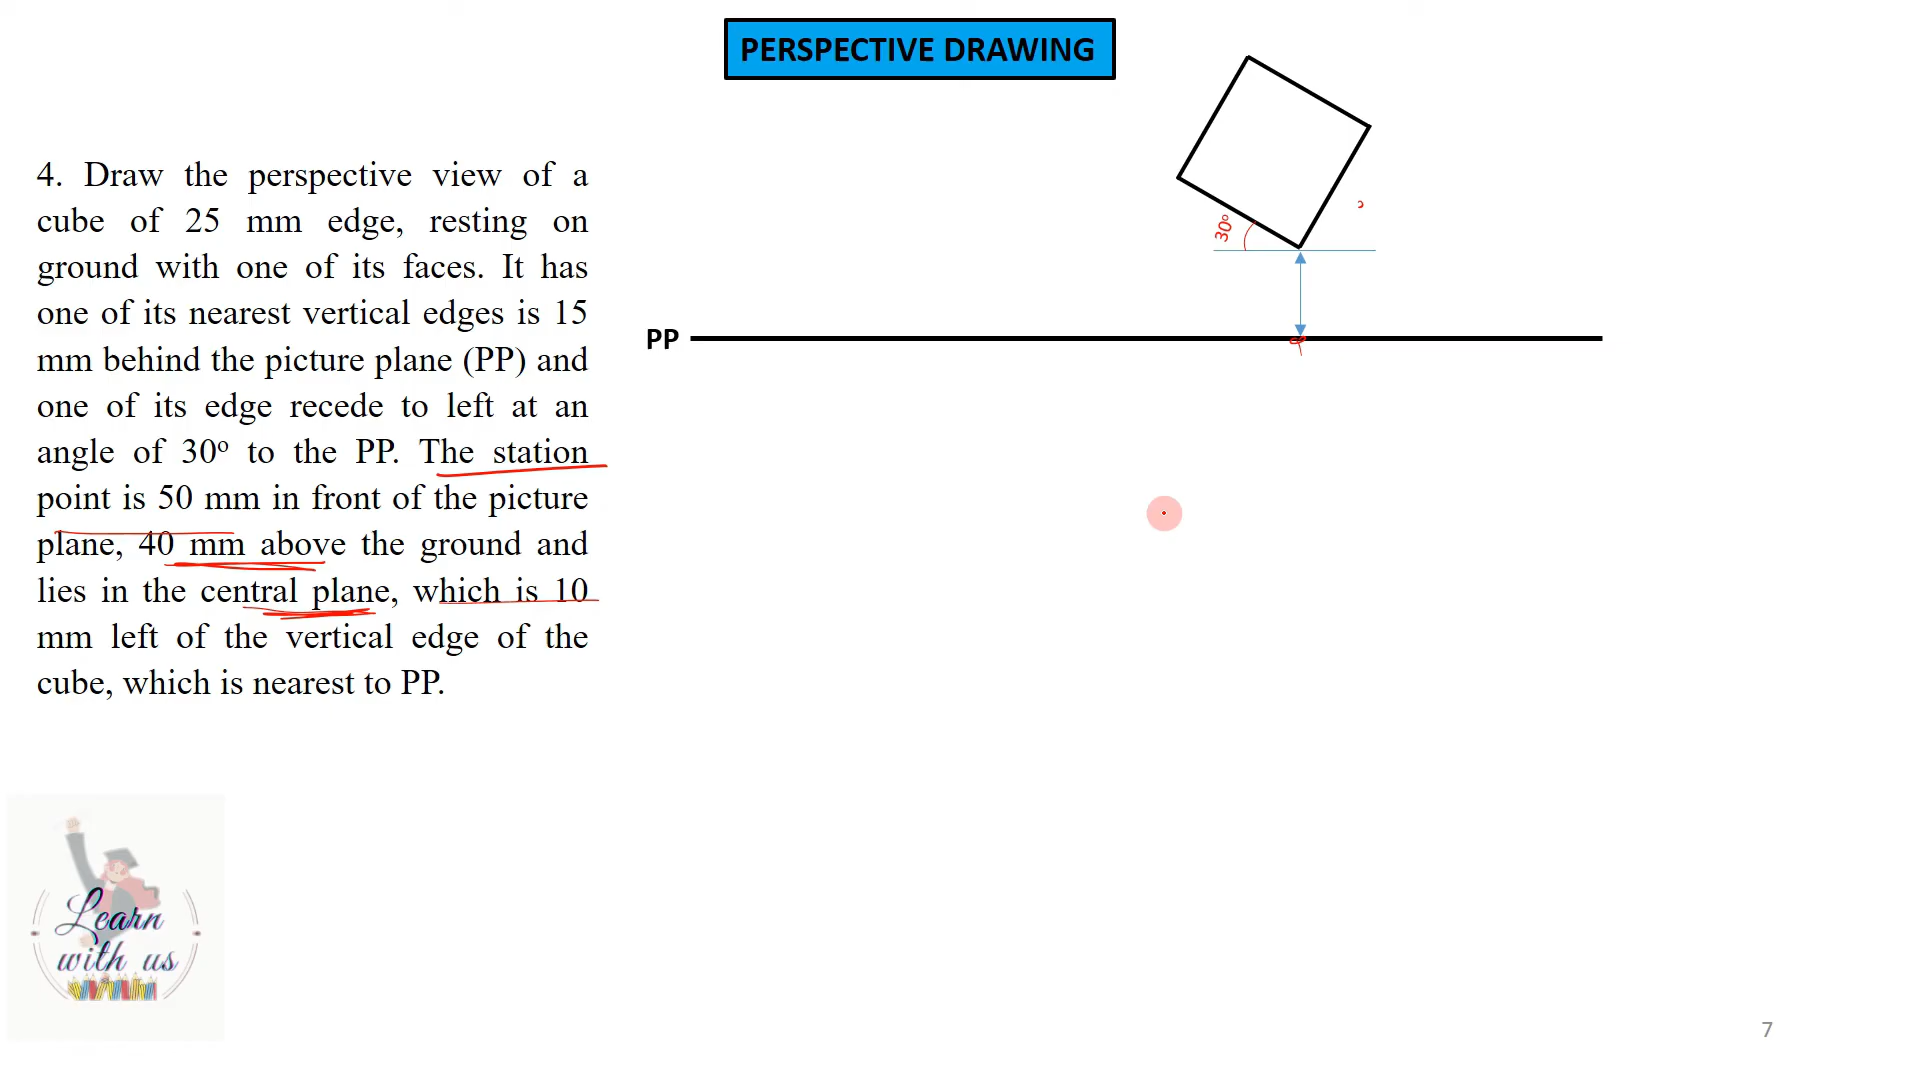 PERSPECTIVE DRAWING
4. Draw the perspective view of a
cube of 25 mm edge, resting on
ground with one of its faces. It has
one of its nearest vertical edges is 15
mm behind the picture plane (PP) and
one of its edge recede to left at an
angle of 30º to the PP. The station
point is 50 mm in front of the picture
plane, 40 mm above the ground and
lies in the central plane, which is 10
mm left of the vertical edge of the
cube, which is nearest to PP.
30º
PP
Learn
with us
7